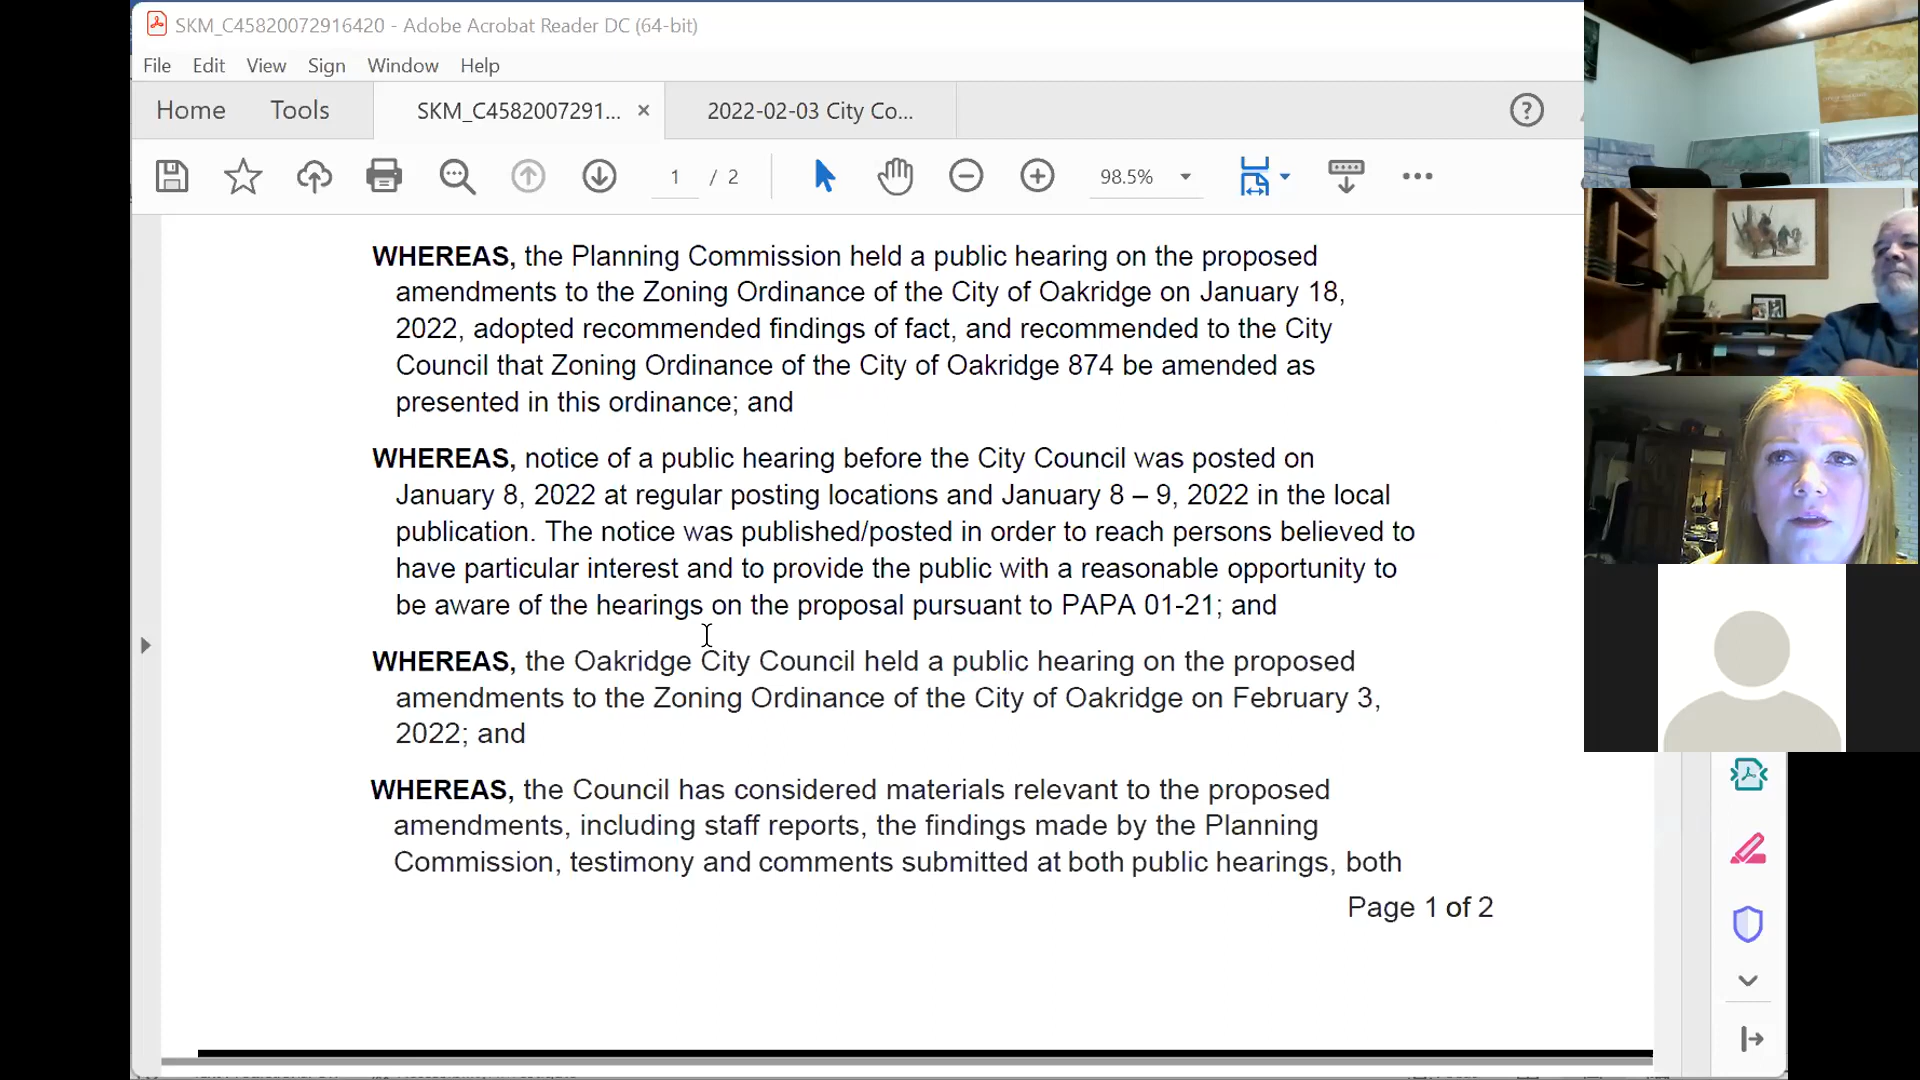 SKM_C45820072916420 - Adobe Acrobat Reader DC (64-bit)
File Edit View Sign Window Help
Home Tools SKM_C4582007291... × 2022-02-03 City Co...
1 / 2 98.5%
WHEREAS, the Planning Commission held a public hearing on the proposed
amendments to the Zoning Ordinance of the City of Oakridge on January 18,
2022, adopted recommended findings of fact, and recommended to the City
Council that Zoning Ordinance of the City of Oakridge 874 be amended as
presented in this ordinance; and
WHEREAS, notice of a public hearing before the City Council was posted on
January 8, 2022 at regular posting locations and January 8 – 9, 2022 in the local
publication. The notice was published/posted in order to reach persons believed to
have particular interest and to provide the public with a reasonable opportunity to
be aware of the hearings on the proposal pursuant to PAPA 01-21; and
WHEREAS, the Oakridge City Council held a public hearing on the proposed
amendments to the Zoning Ordinance of the City of Oakridge on February 3,
2022; and
WHEREAS, the Council has considered materials relevant to the proposed
amendments, including staff reports, the findings made by the Planning
Commission, testimony and comments submitted at both public hearings, both
Page 1 of 2